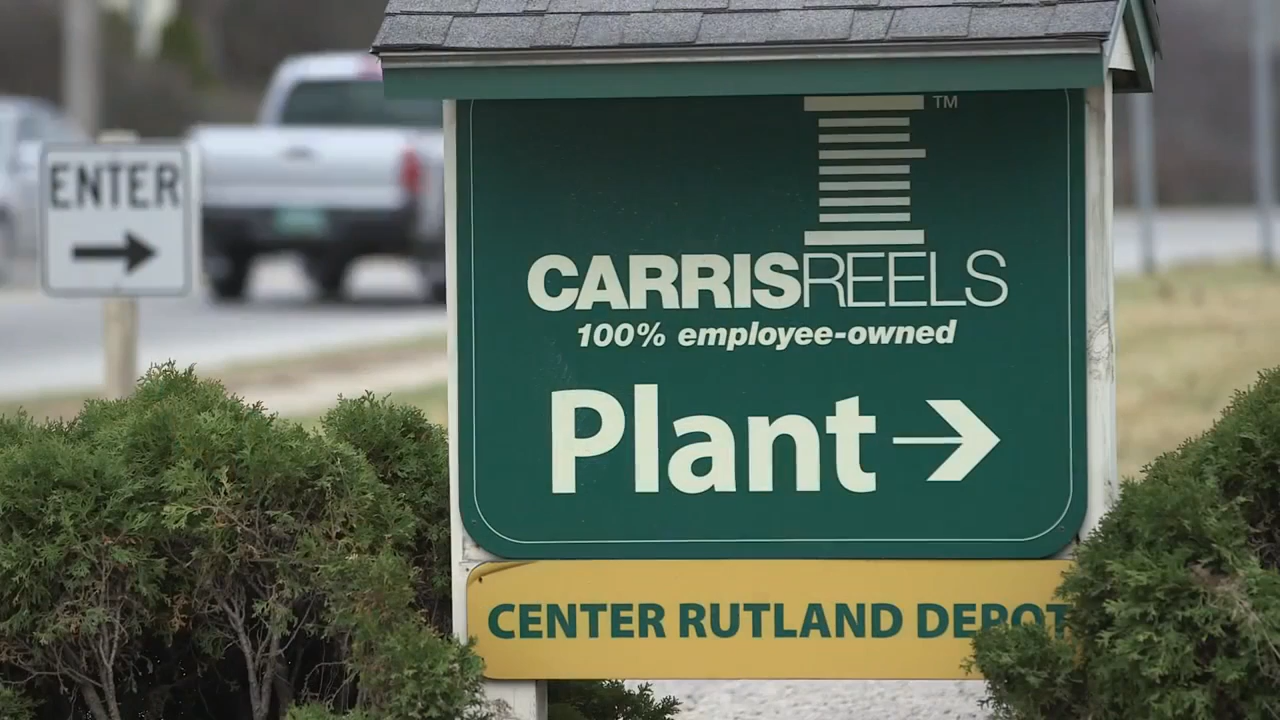 ENTER
TM
CARRISREELS
100% employee-owned
Plant
CENTER RUTLAND DEPOT